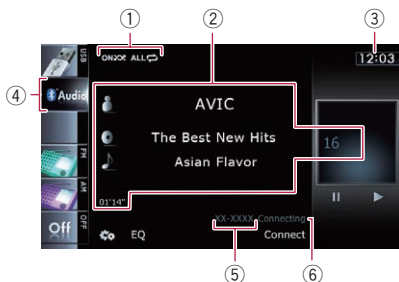 ① ② ③
ON ALL 12:03
④
USB
Audio
AVIC
16
The Best New Hits
FM
Asian Flavor
AM
01'14"
Off OFF
EQ
XX-XXXX Connecting
Connect
⑤ ⑥